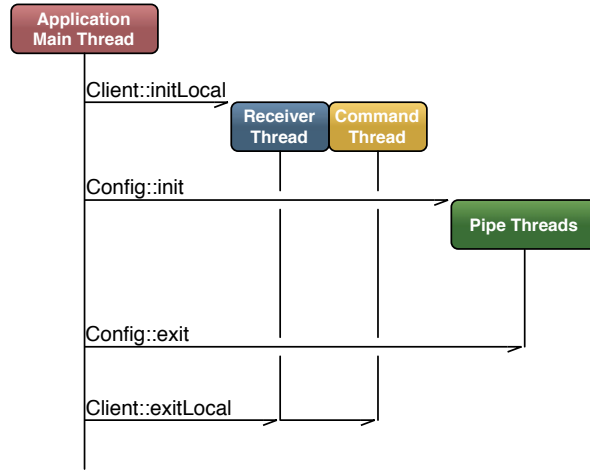 Application
Main Thread
Client::initLocal
Receiver
Thread
Command
Thread
Config::init
Pipe Threads
Config::exit
Client::exitLocal